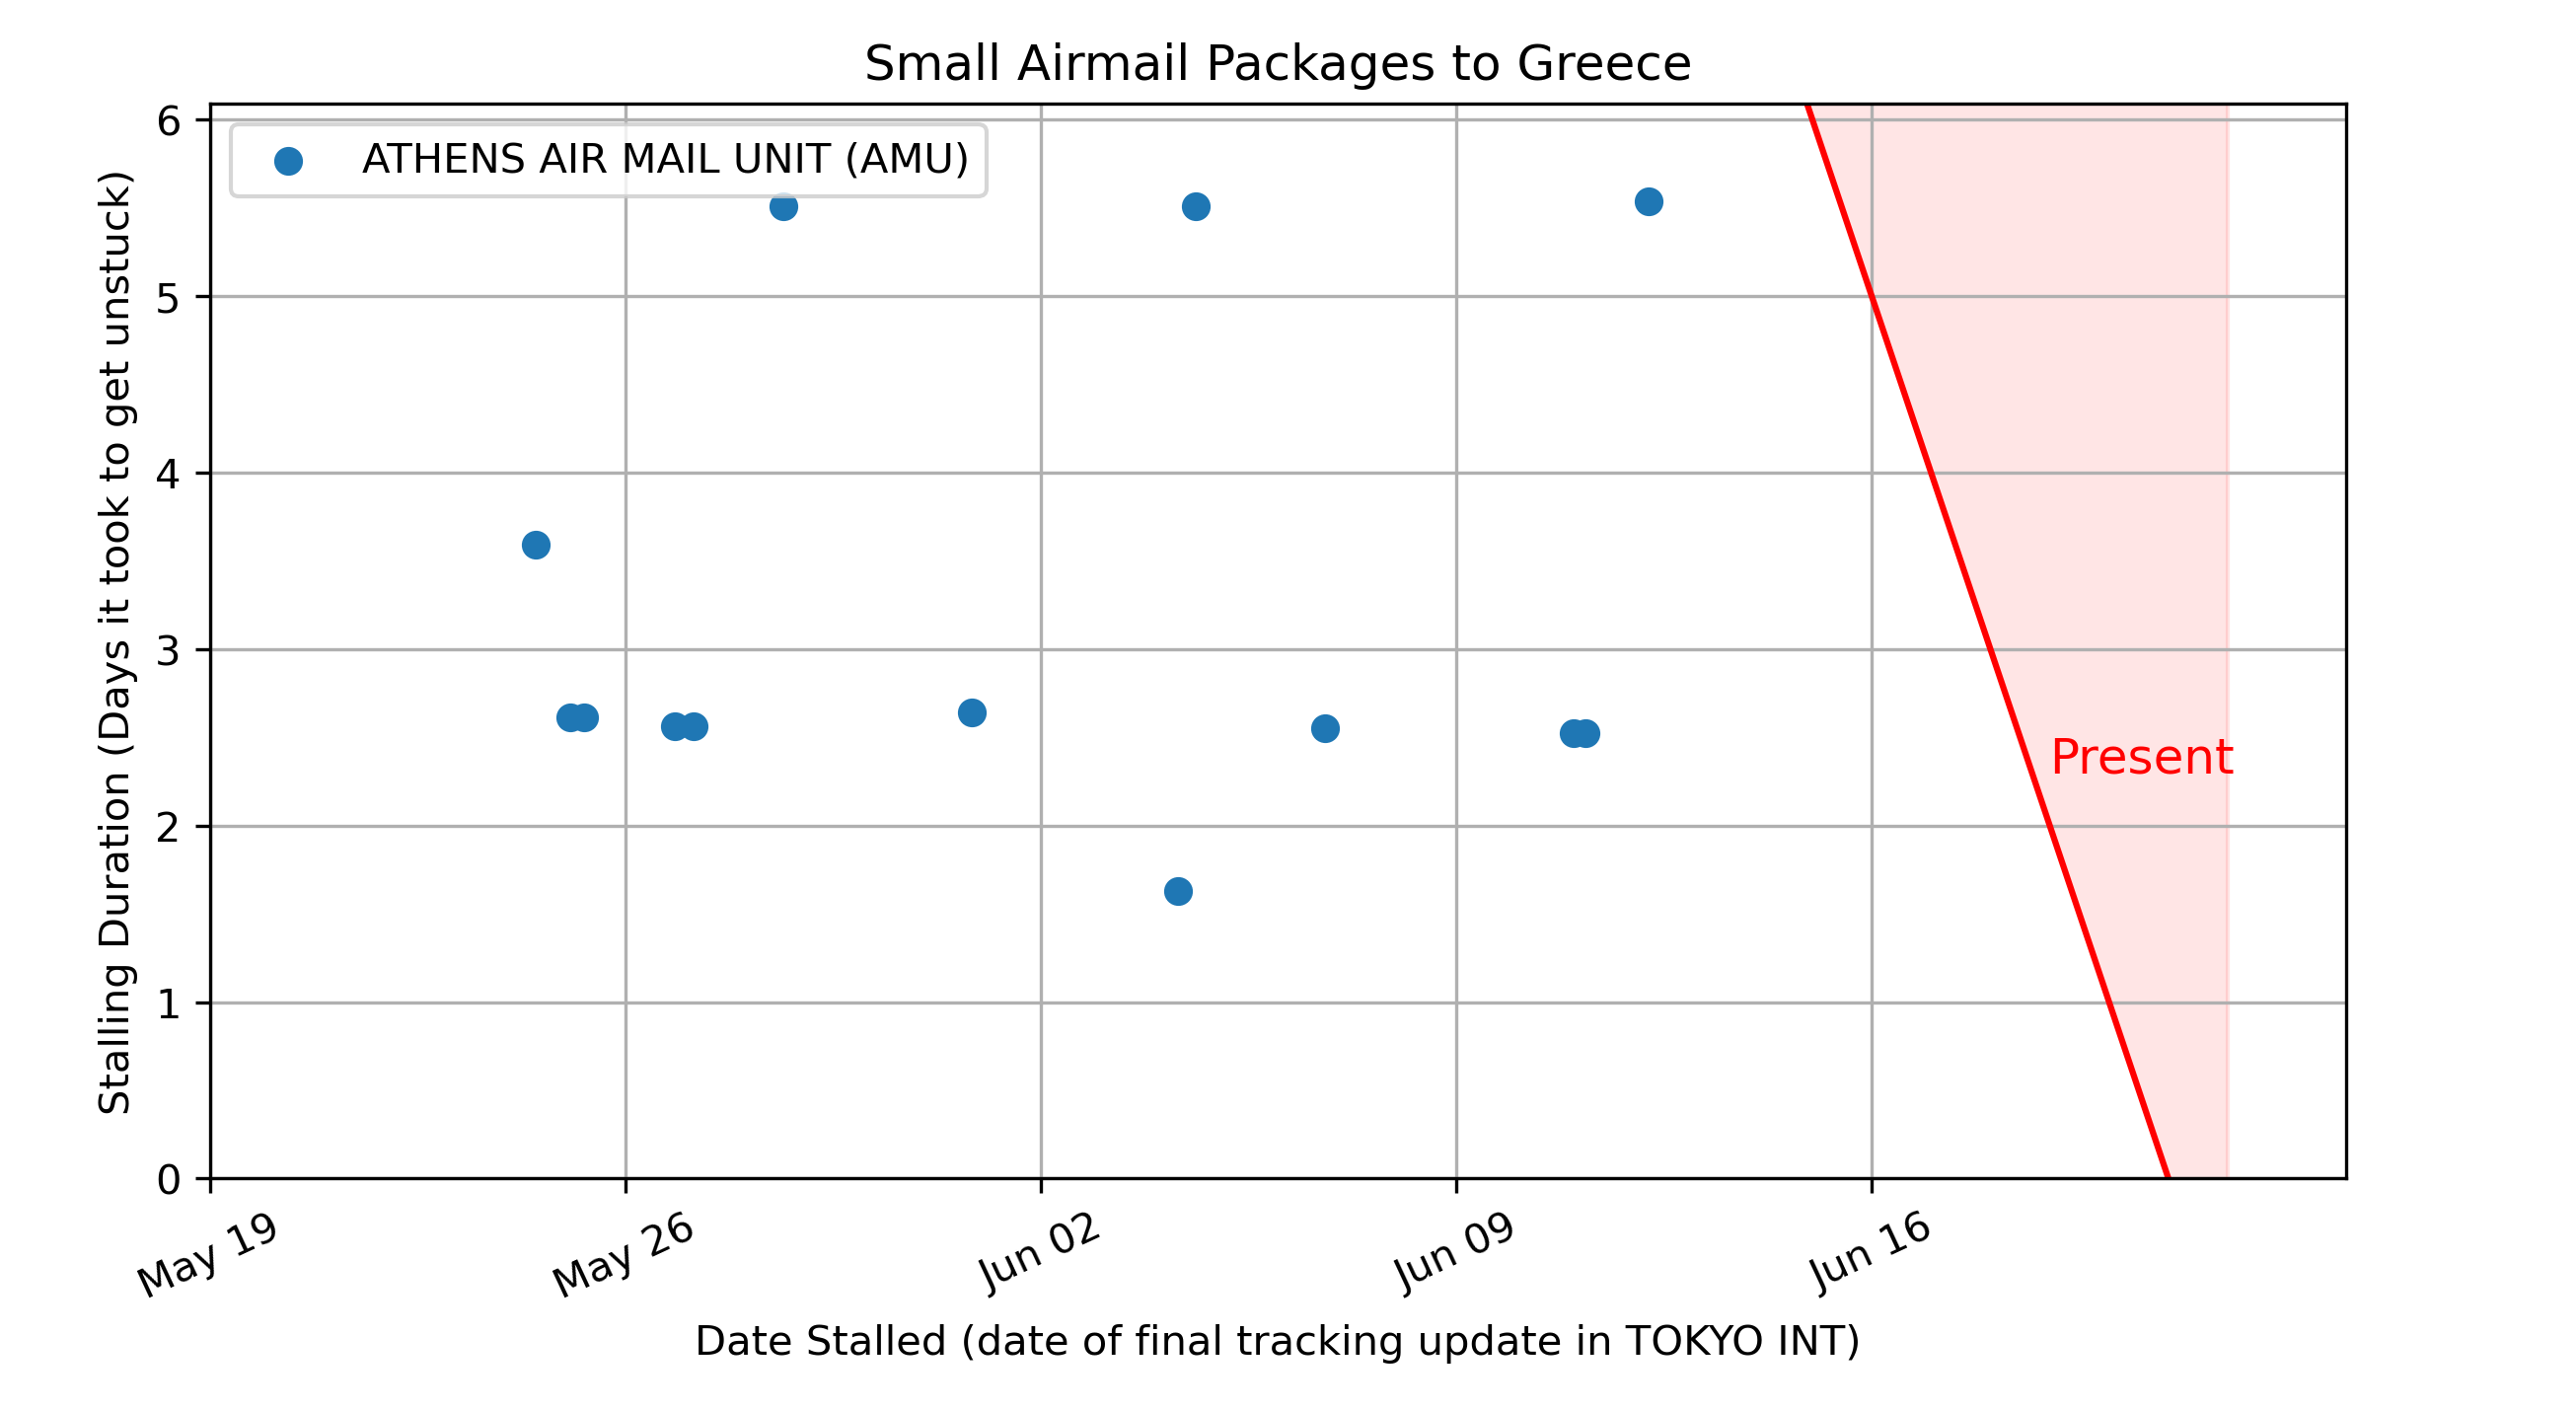 Small Airmail Packages to Greece
ATHENS AIR MAIL UNIT (AMU)
Stalling Duration (Days it took to get unstuck)
6
5
4
3
2
1
0
Present
May 19
May 26
Jun 02
Jun 09
Jun 16
Date Stalled (date of final tracking update in TOKYO INT)